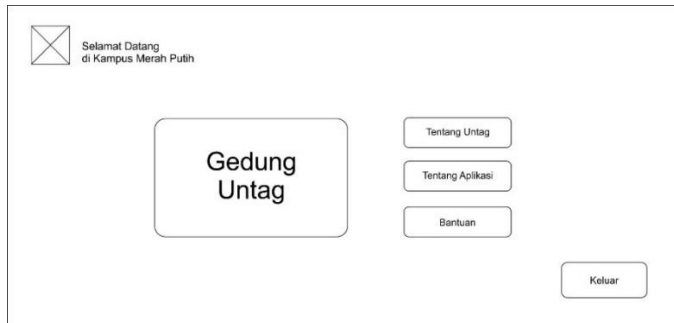 Selamat Datang
di Kampus Merah Putih
Gedung
Untag
Tentang Untag
Tentang Aplikasi
Bantuan
Keluar